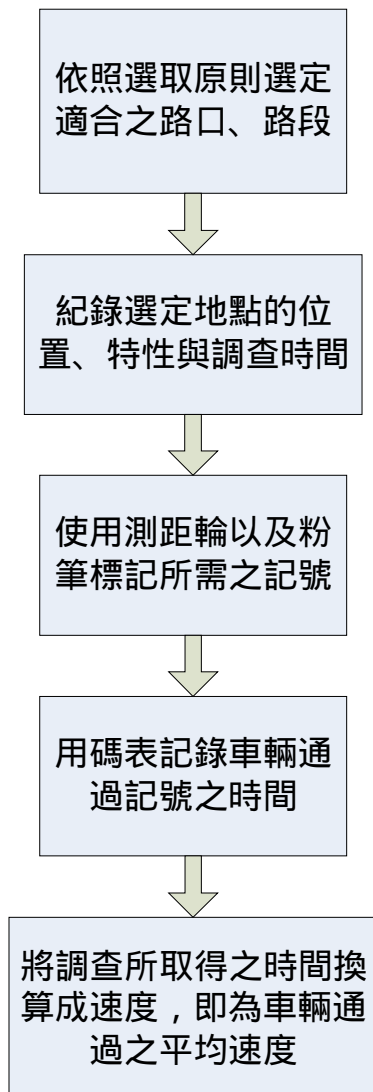 依照選取原則選定
適合之路口、路段
紀錄選定地點的位
置、特性與調查時間
使用測距輪以及粉
筆標記所需之記號
用碼表記錄車輛通
過記號之時間
將調查所取得之時間換
算成速度，即為車輛通
過之平均速度